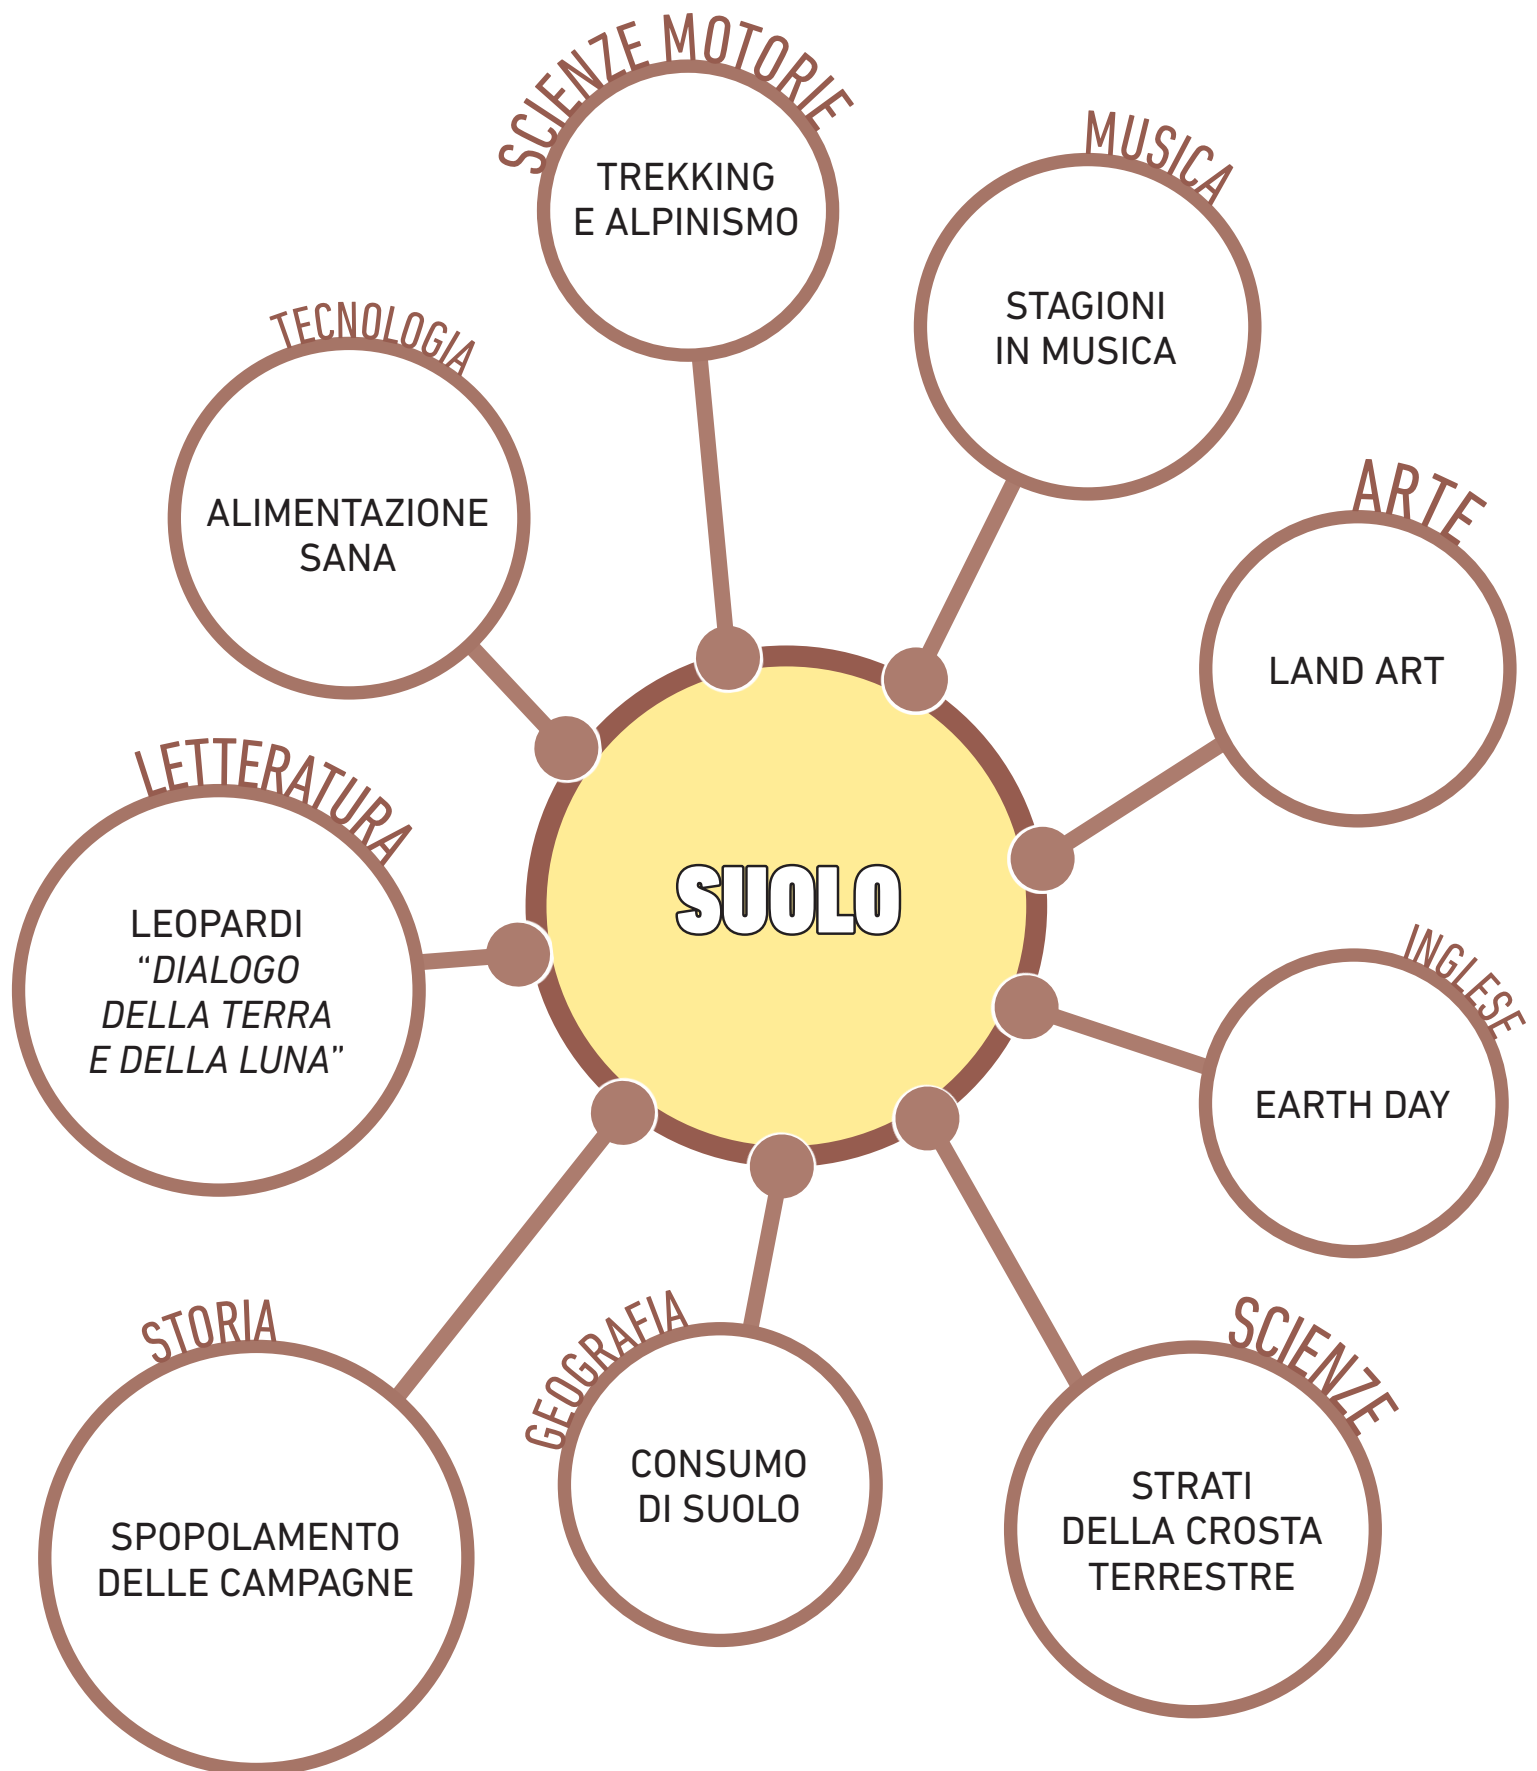 SCIENZE MOTORIE
TREKKING
E ALPINISMO
MUSICA
STAGIONI
IN MUSICA
TECNOLOGIA
ALIMENTAZIONE
SANA
ARTE
LAND ART
LETTERATURA
LEOPARDI
“DIALOGO
DELLA TERRA
E DELLA LUNA”
SUOLO
INGLESE
EARTH DAY
STORIA
SPOPOLAMENTO
DELLE CAMPAGNE
GEOGRAFIA
CONSUMO
DI SUOLO
SCIENZE
STRATI
DELLA CROSTA
TERRESTRE